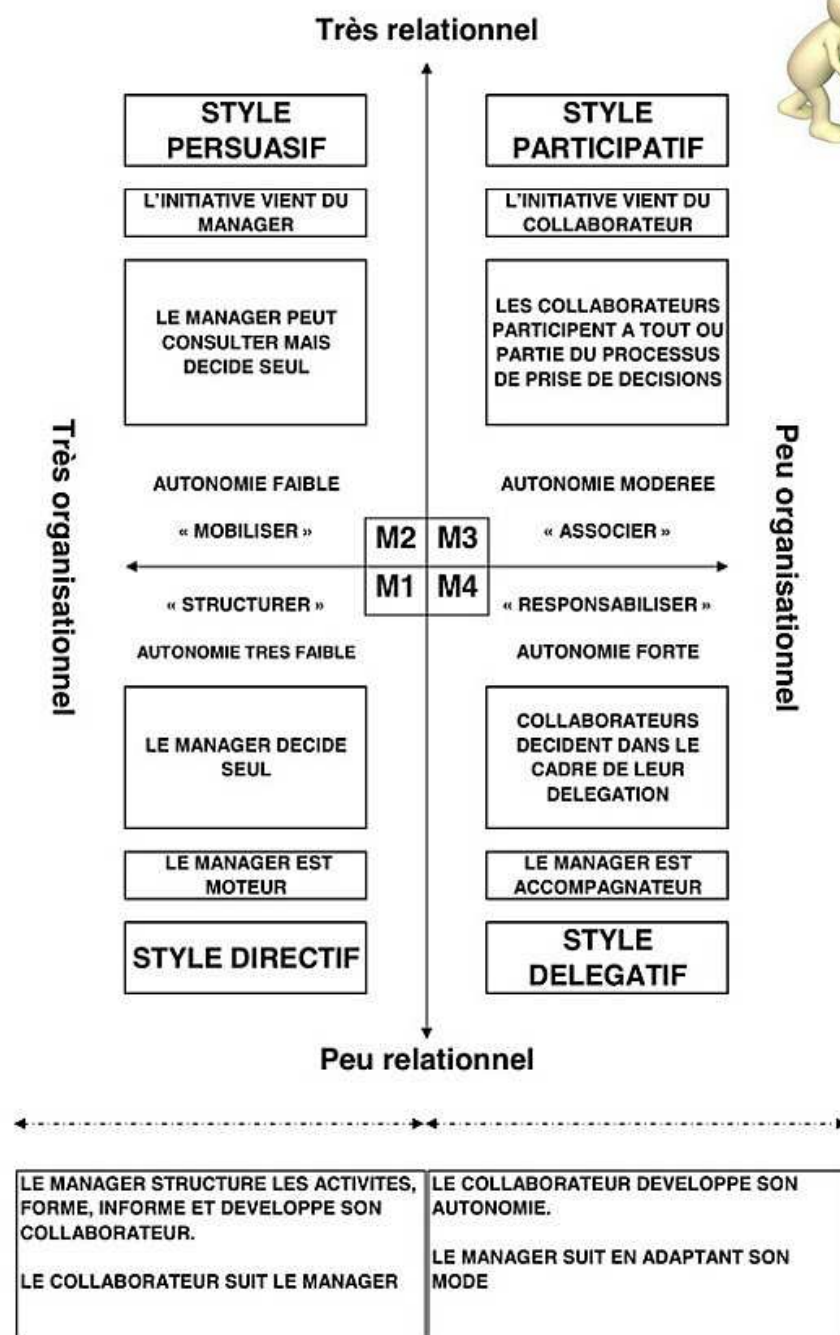 Très relationnel
STYLE
PERSUASIF
L'INITIATIVE VIENT DU
MANAGER
LE MANAGER PEUT
CONSULTER MAIS
DECIDE SEUL
AUTONOMIE FAIBLE
« MOBILISER »
STYLE
PARTICIPATIF
L'INITIATIVE VIENT DU
COLLABORATEUR
LES COLLABORATEURS
PARTICIPENT A TOUT OU
PARTIE DU PROCESSUS
DE PRISE DE DECISIONS
AUTONOMIE MODEREE
« ASSOCIER »
Très organisationnel
M2 M3
M1 M4
Peu organisationnel
« STRUCTURER »
AUTONOMIE TRES FAIBLE
LE MANAGER DECIDE
SEUL
LE MANAGER EST
MOTEUR
STYLE DIRECTIF
« RESPONSABILISER »
AUTONOMIE FORTE
COLLABORATEURS
DECIDENT DANS LE
CADRE DE LEUR
DELEGATION
LE MANAGER EST
ACCOMPAGNATEUR
STYLE
DELEGATIF
Peu relationnel
LE MANAGER STRUCTURE LES ACTIVITES,
FORME, INFORME ET DEVELOPPE SON
COLLABORATEUR.
LE COLLABORATEUR SUIT LE MANAGER
LE COLLABORATEUR DEVELOPPE SON
AUTONOMIE.
LE MANAGER SUIT EN ADAPTANT SON
MODE